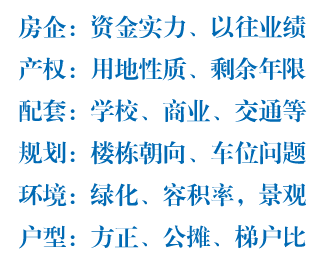 房企：资金实力、以往业绩
产权：用地性质、剩余年限
配套：学校、商业、交通等
规划：楼栋朝向、车位问题
环境：绿化、容积率，景观
户型：方正、公摊、梯户比